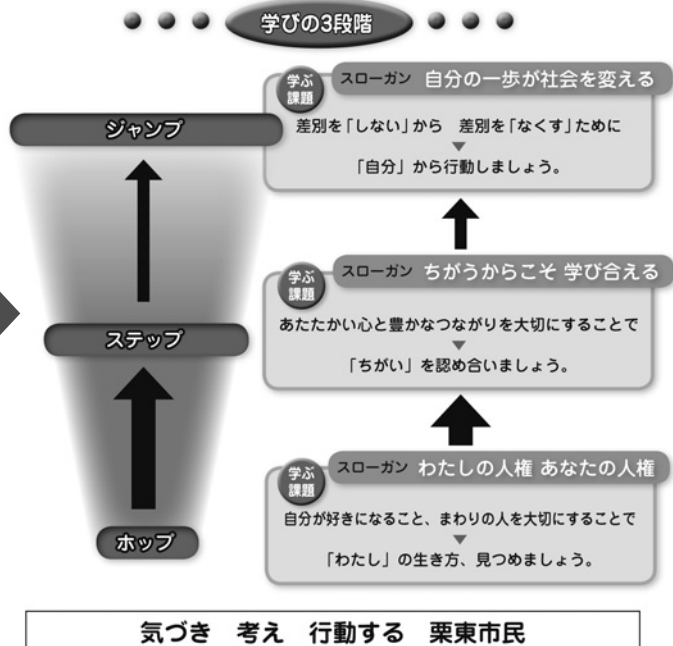 学びの3段階
学ぶ課題
スローガン 自分の一歩が社会を変える
差別を「しない」から 差別を「なくす」ために
「自分」から行動しましょう。
ジャンプ
学ぶ課題
スローガン ちがうからこそ 学び合える
あたたかい心と豊かなつながりを大切にすることで
「ちがい」を認め合いましょう。
ステップ
学ぶ課題
スローガン わたしの人権 あなたの人権
自分が好きになること、まわりの人を大切にすることで
「わたし」の生き方、見つめましょう。
ホップ
気づき 考え 行動する 栗東市民